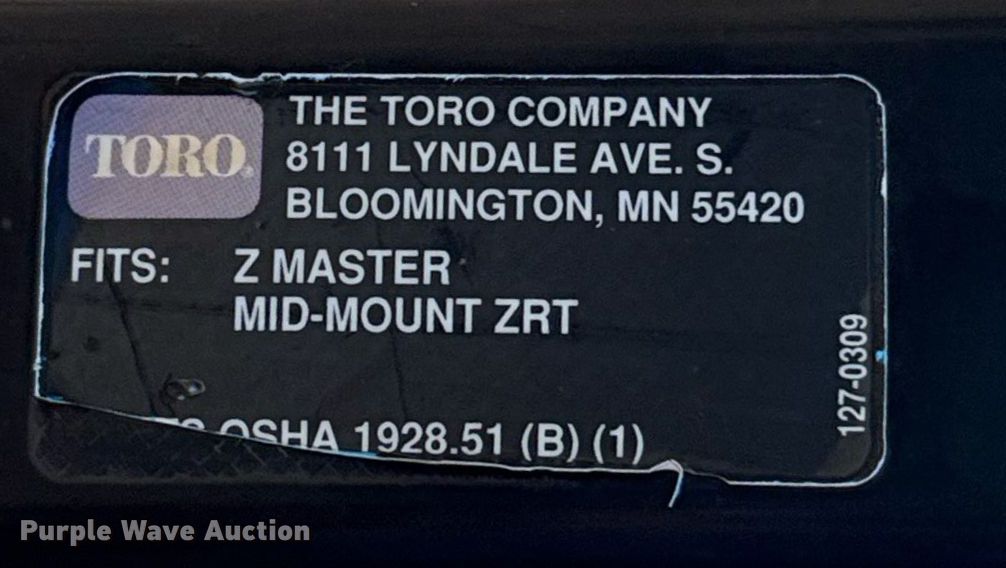 TORO
THE TORO COMPANY
8111 LYNDALE AVE. S.
BLOOMINGTON, MN 55420
FITS: Z MASTER
MID-MOUNT ZRT
OSHA 1928.51 (B) (1)
127-0309
Purple Wave Auction